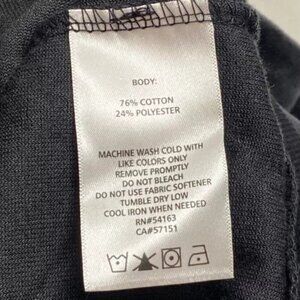 BODY:
76% COTTON
24% POLYESTER
MACHINE WASH COLD WITH
LIKE COLORS ONLY
REMOVE PROMPTLY
DO NOT BLEACH
DO NOT USE FABRIC SOFTENER
TUMBLE DRY LOW
COOL IRON WHEN NEEDED
RN#54163
CA#57151